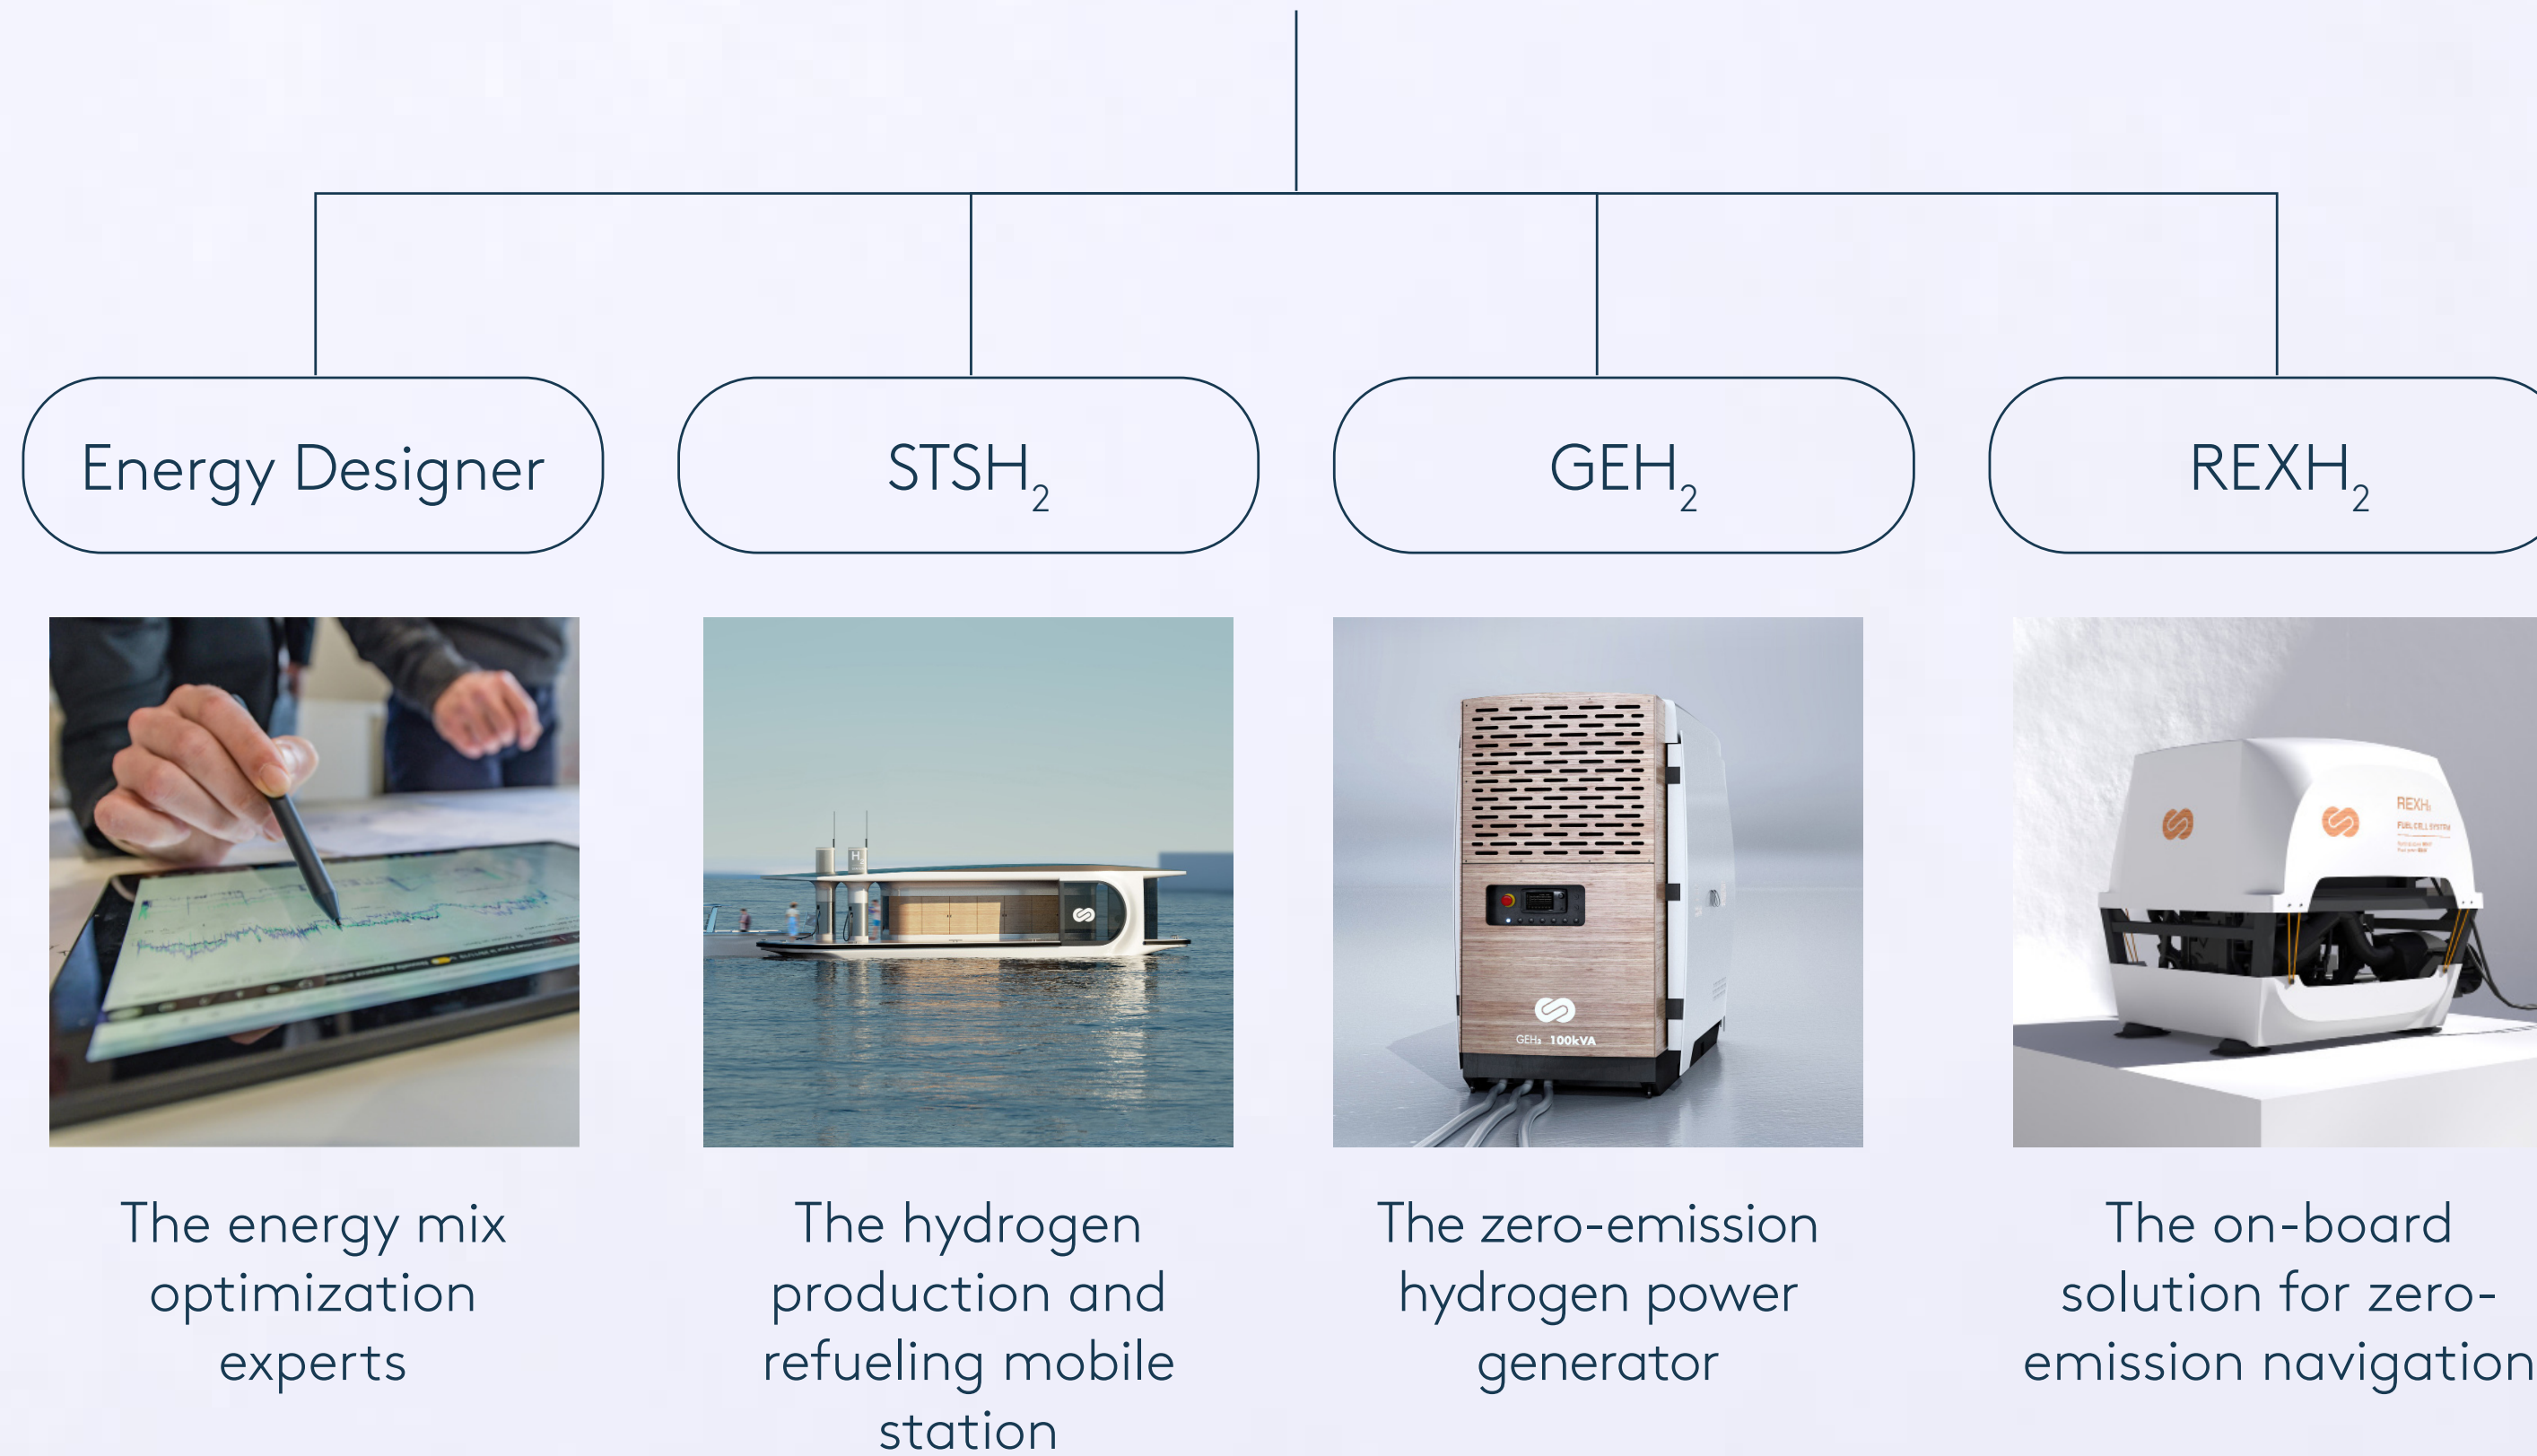 Energy Designer
STSH₂
GEH₂
REXH₂
H₂
REXH₂
FUEL CELL SYSTEM
GEH₂ 100kVA
The energy mix
optimization
experts
The hydrogen
production and
refueling mobile
station
The zero-emission
hydrogen power
generator
The on-board
solution for zero-
emission navigation